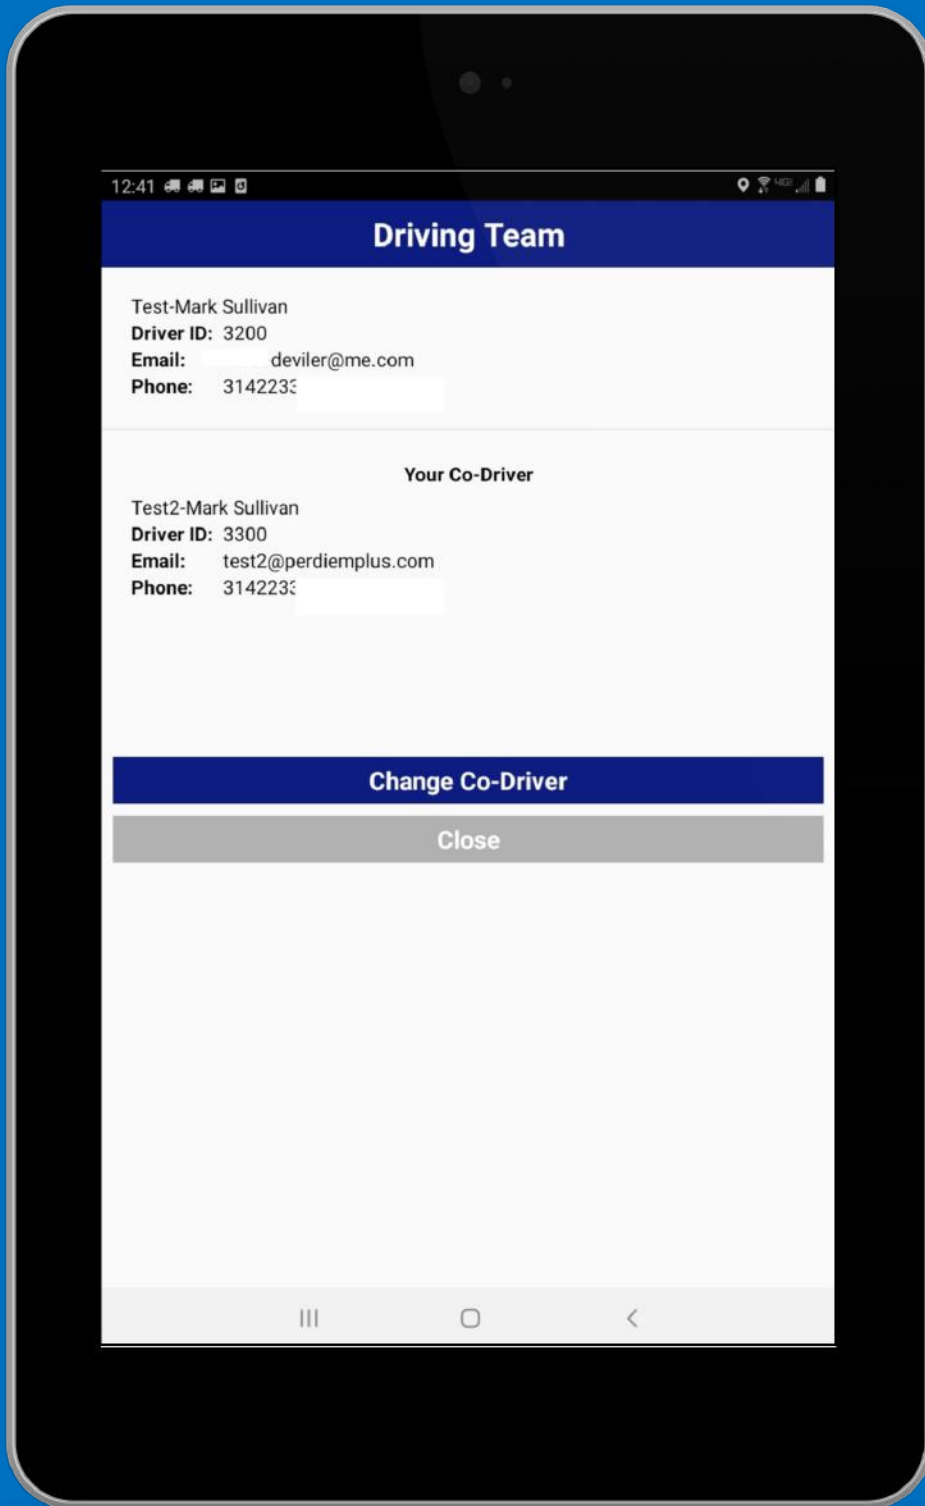 12:41
Driving Team
Test-Mark Sullivan
Driver ID: 3200
Email: deviler@me.com
Phone: 3142233
Your Co-Driver
Test2-Mark Sullivan
Driver ID: 3300
Email: test2@perdiemplus.com
Phone: 3142233
Change Co-Driver
Close